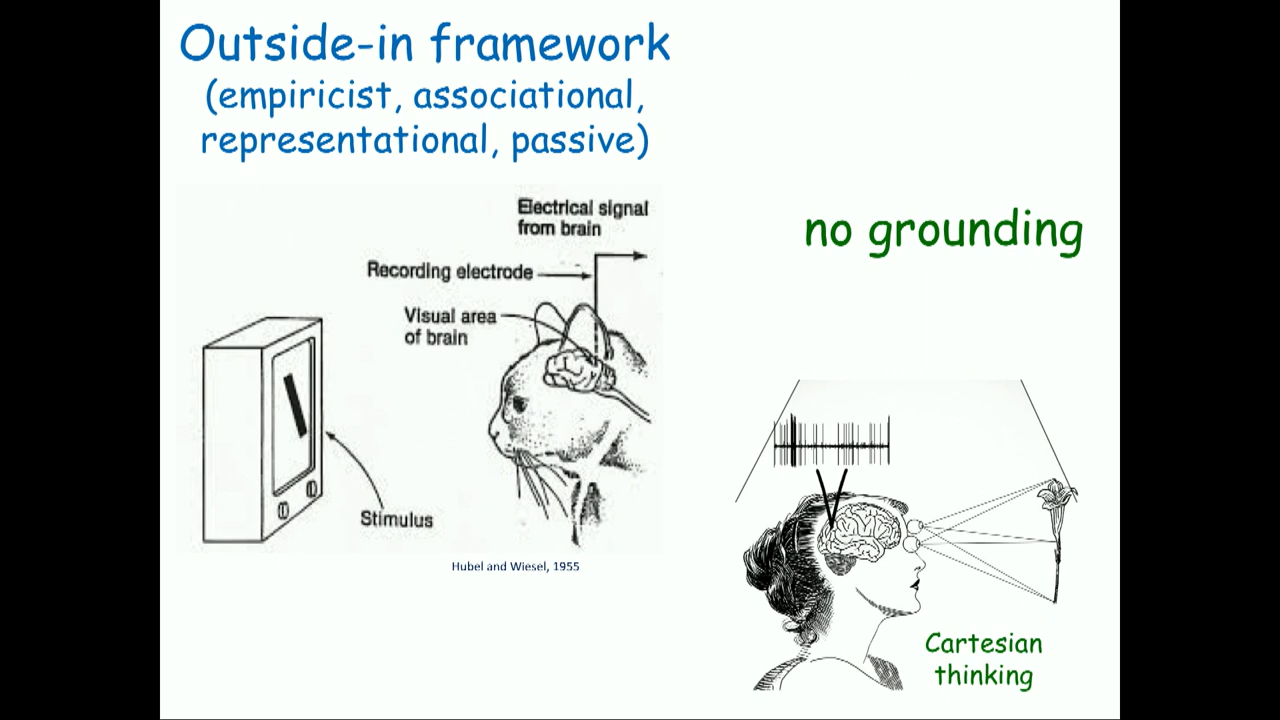 Outside-in framework
(empiricist, associational,
representational, passive)
Electrical signal
from brain
Recording electrode
Visual area
of brain
Stimulus
Hubel and Wiesel, 1955
no grounding
Cartesian
thinking